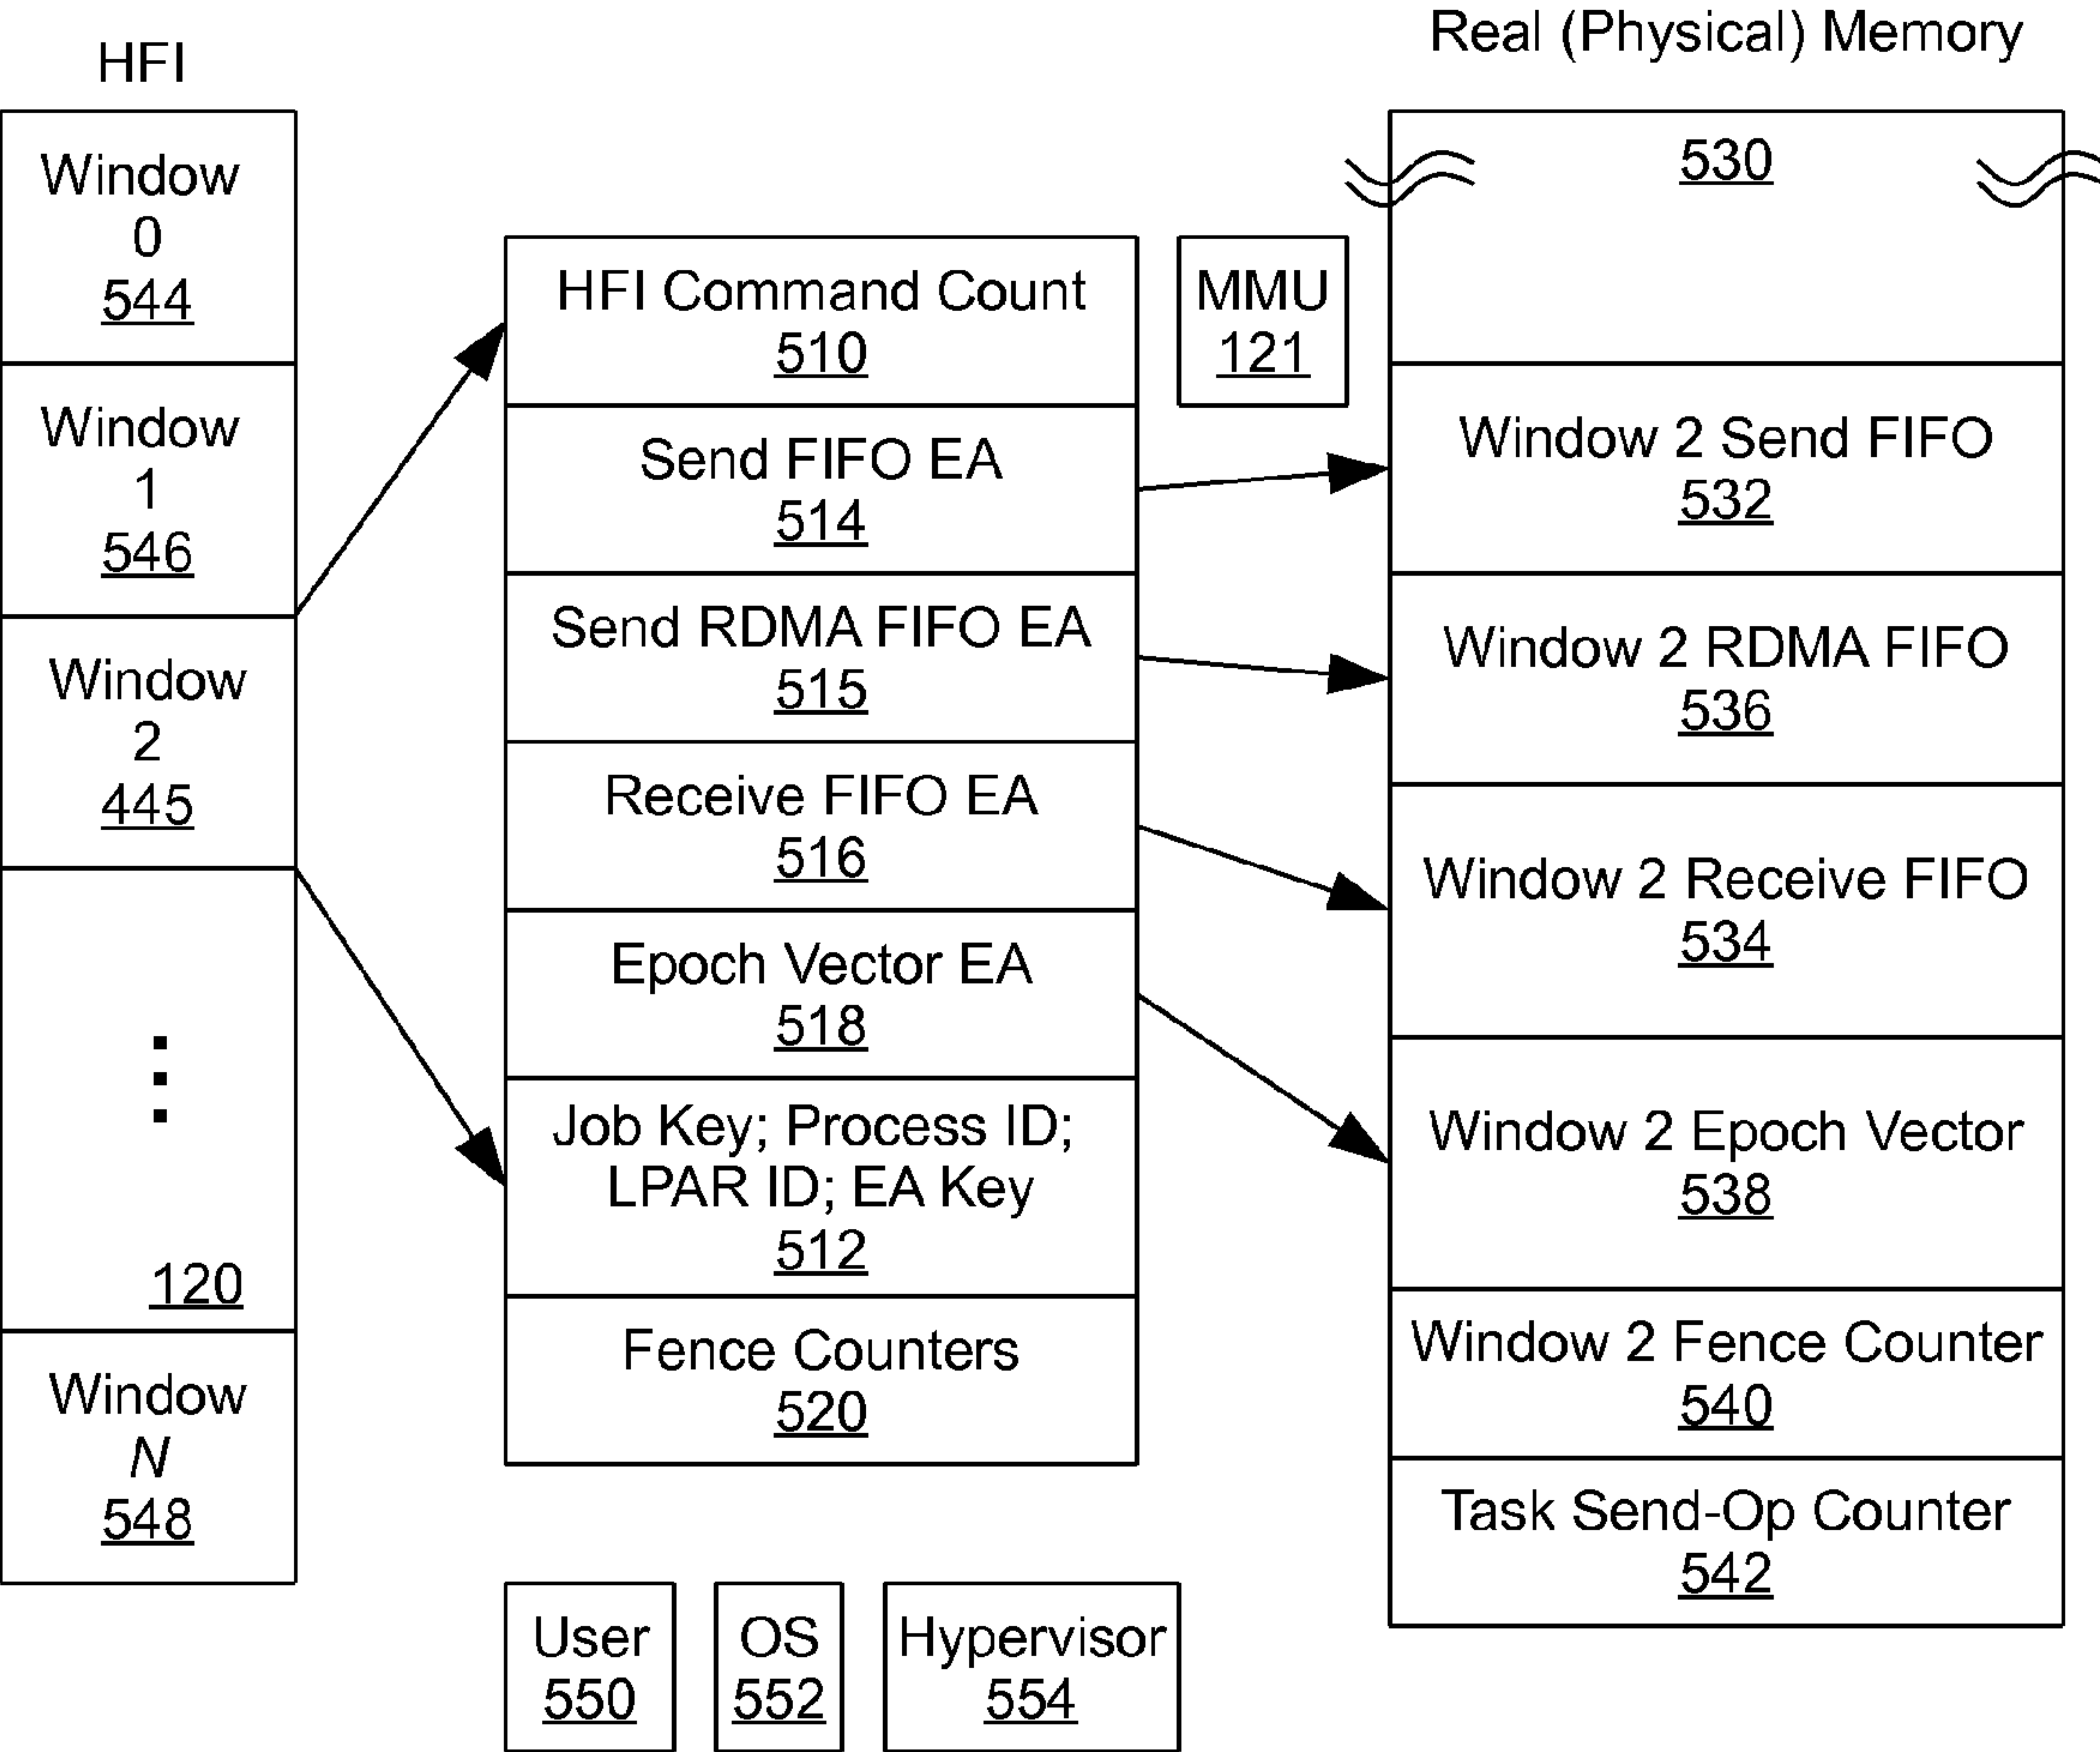 HFI
Window
0
544
Window
1
546
Window
2
445
120
Window
N
548
HFI Command Count
510
Send FIFO EA
514
Send RDMA FIFO EA
515
Receive FIFO EA
516
Epoch Vector EA
518
Job Key; Process ID;
LPAR ID; EA Key
512
Fence Counters
520
MMU
121
Real (Physical) Memory
530
Window 2 Send FIFO
532
Window 2 RDMA FIFO
536
Window 2 Receive FIFO
534
Window 2 Epoch Vector
538
Window 2 Fence Counter
540
Task Send-Op Counter
542
User
550
OS
552
Hypervisor
554